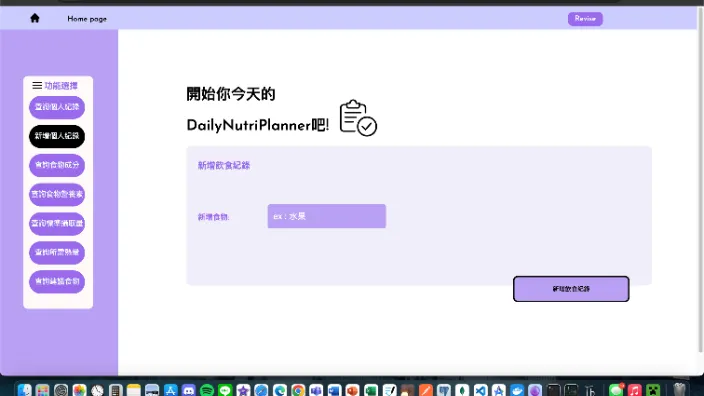 Home page
Revise
功能選擇
查詢個人紀錄
新增個人紀錄
查詢食物成分
查詢食物營養素
查詢標準攝取量
查詢所需熱量
查詢建議食物
開始你今天的
DailyNutriPlanner吧!
新增飲食紀錄
新增食物:
ex : 水果
新增飲食紀錄